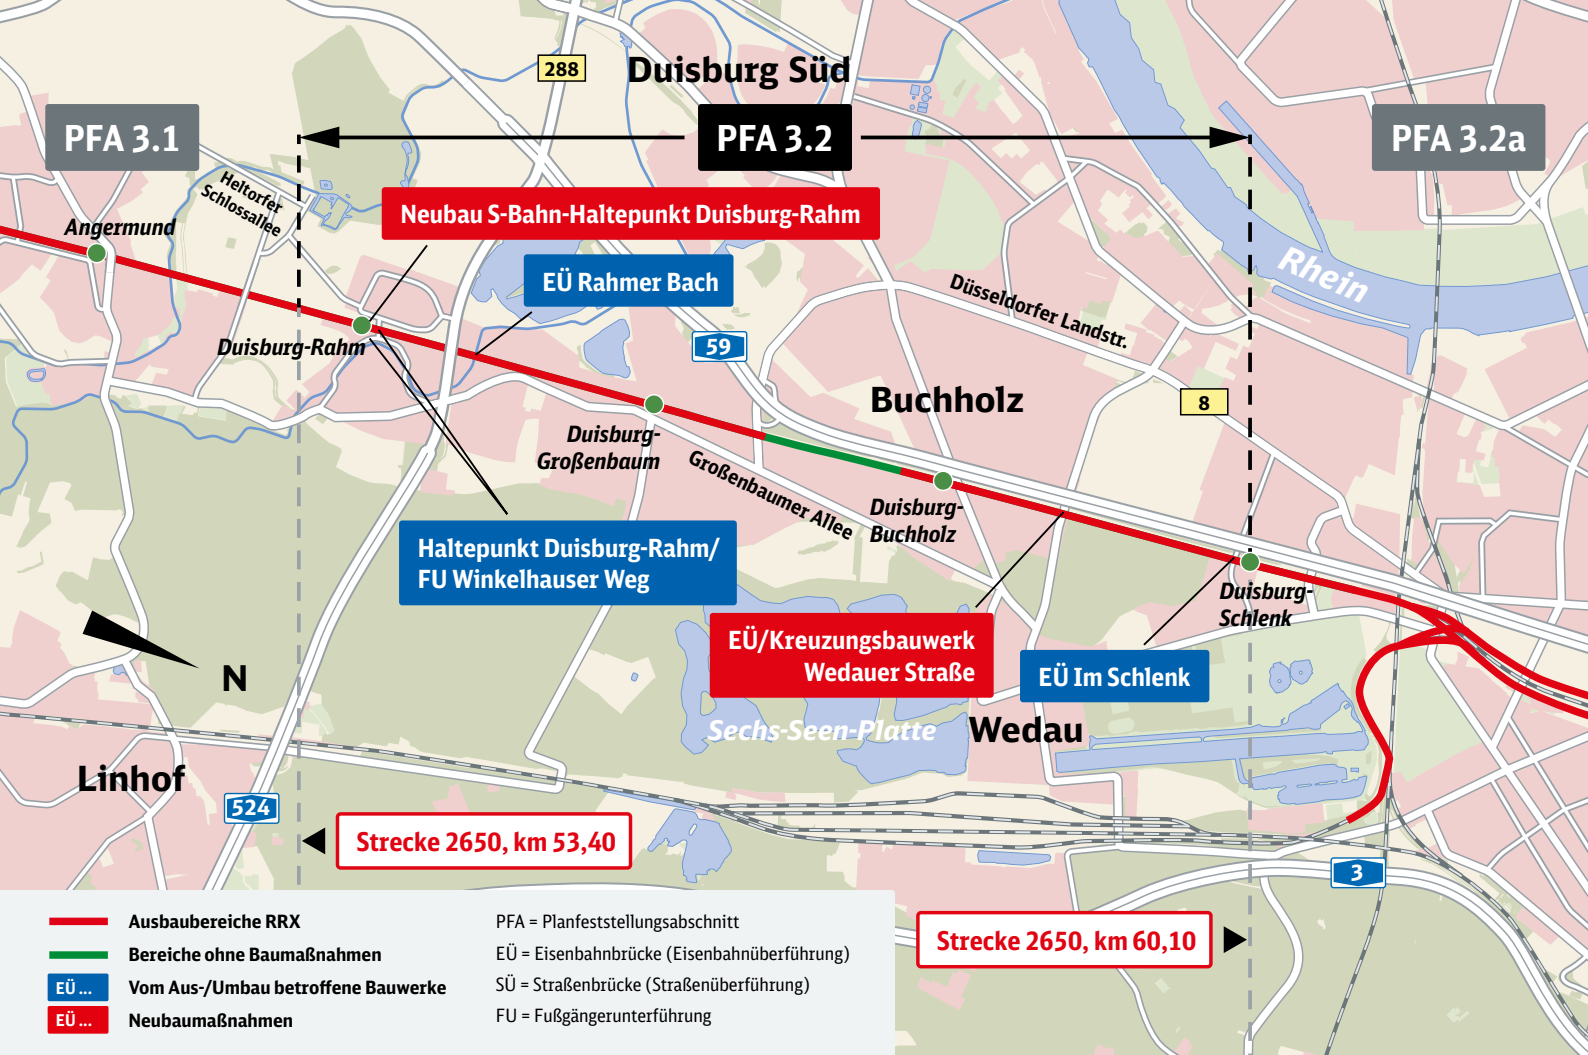 288
Duisburg Süd
PFA 3.1
PFA 3.2
PFA 3.2a
Heltorfer
Schlossallee
Angermund
Neubau S-Bahn-Haltepunkt Duisburg-Rahm
EÜ Rahmer Bach
Rhein
Düsseldorfer Landstr.
Duisburg-Rahm
59
Buchholz
8
Duisburg-
Großenbaum
Großenbaumer Allee
Duisburg-
Buchholz
Haltepunkt Duisburg-Rahm/
FU Winkelhauser Weg
Duisburg-
Schlenk
EÜ/Kreuzungsbauwerk
Wedauer Straße
EÜ Im Schlenk
N
Sechs-Seen-Platte
Wedau
Linhof
524
Strecke 2650, km 53,40
3
Strecke 2650, km 60,10
Ausbaubereiche RRX
Bereiche ohne Baumaßnahmen
EÜ ... Vom Aus-/Umbau betroffene Bauwerke
EÜ ... Neubaumaßnahmen
PFA = Planfeststellungsabschnitt
EÜ = Eisenbahnbrücke (Eisenbahnüberführung)
SÜ = Straßenbrücke (Straßenüberführung)
FU = Fußgängerunterführung